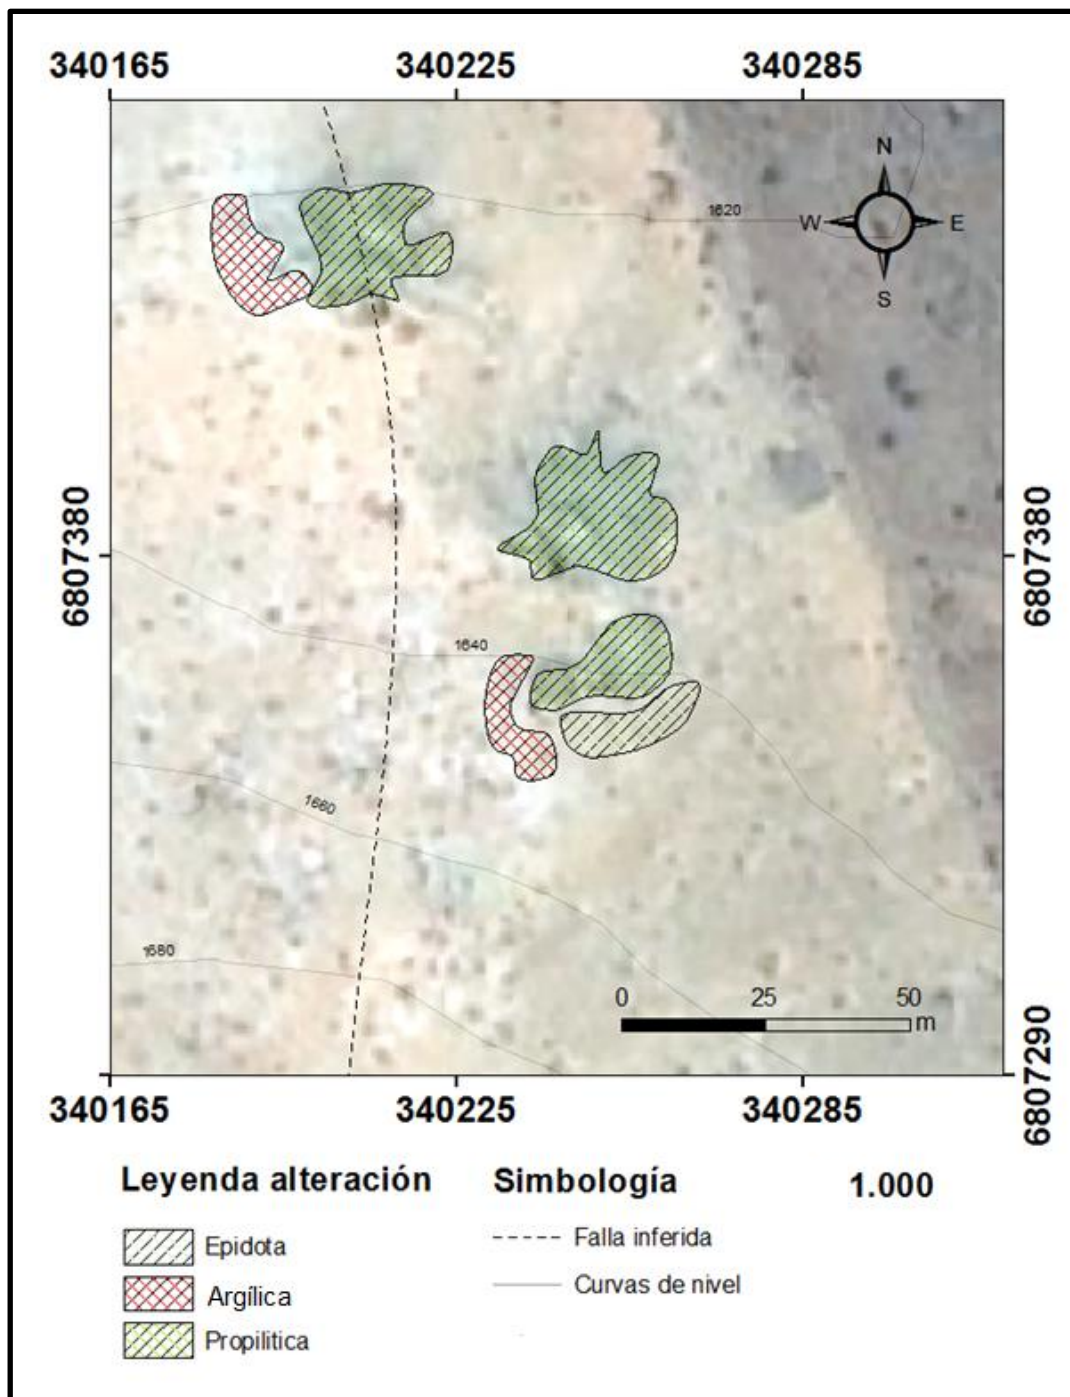 340165 340225 340285
N
W E
S
1620
6807380 6807380
1640
1660
1680
0 25 50
m
6807290
340165 340225 340285
Leyenda alteración Simbología 1.000
Epidota Falla inferida
Argílica Curvas de nivel
Propilitica